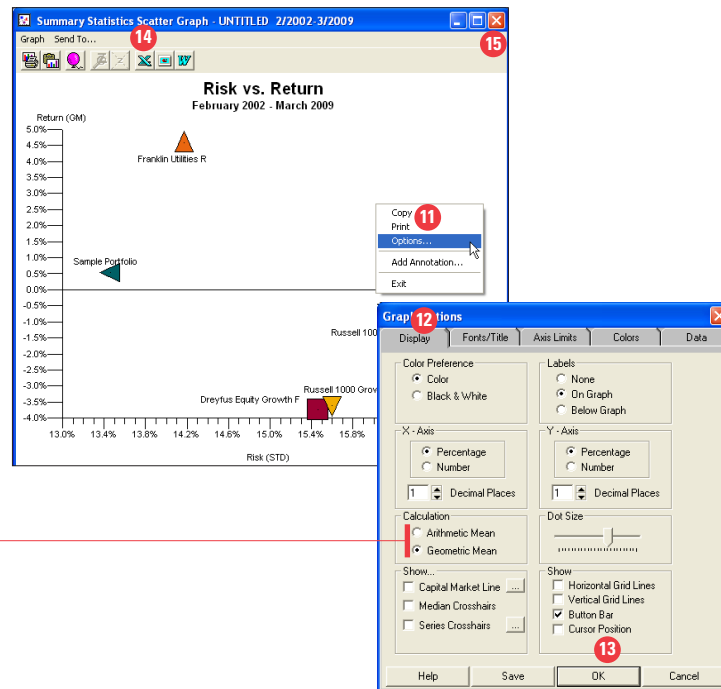 Summary Statistics Scatter Graph - UNTITLED 2/2002-3/2009
Graph Send To...
14
15
Risk vs. Return
February 2002 - March 2009
Return (GM)
5.0%
4.5%
4.0%
Franklin Utilities R
3.5%
3.0%
2.5%
2.0%
1.5%
1.0%
Sample Portfolio
0.5%
0.0%
-0.5%
-1.0%
Russell 100
-1.5%
-2.0%
-2.5%
-3.0%
Russell 1000 Grov
-3.5%
Dreyfus Equity Growth F
-4.0%
13.0% 13.4% 13.8% 14.2% 14.6% 15.0% 15.4% 15.8%
Risk (STD)
Copy
11
Print
Options...
Add Annotation...
Exit
12
Display Fonts/Title Axis Limits Colors Data
Color Preference
Color
Black & White
Labels
None
On Graph
Below Graph
X - Axis
Percentage
Number
1 Decimal Places
Y - Axis
Percentage
Number
1 Decimal Places
Calculation
Arithmetic Mean
Geometric Mean
Dot Size
Show...
Capital Market Line ...
Median Crosshairs
Series Crosshairs ...
Show
Horizontal Grid Lines
Vertical Grid Lines
Button Bar
Cursor Position
13
Help Save OK Cancel